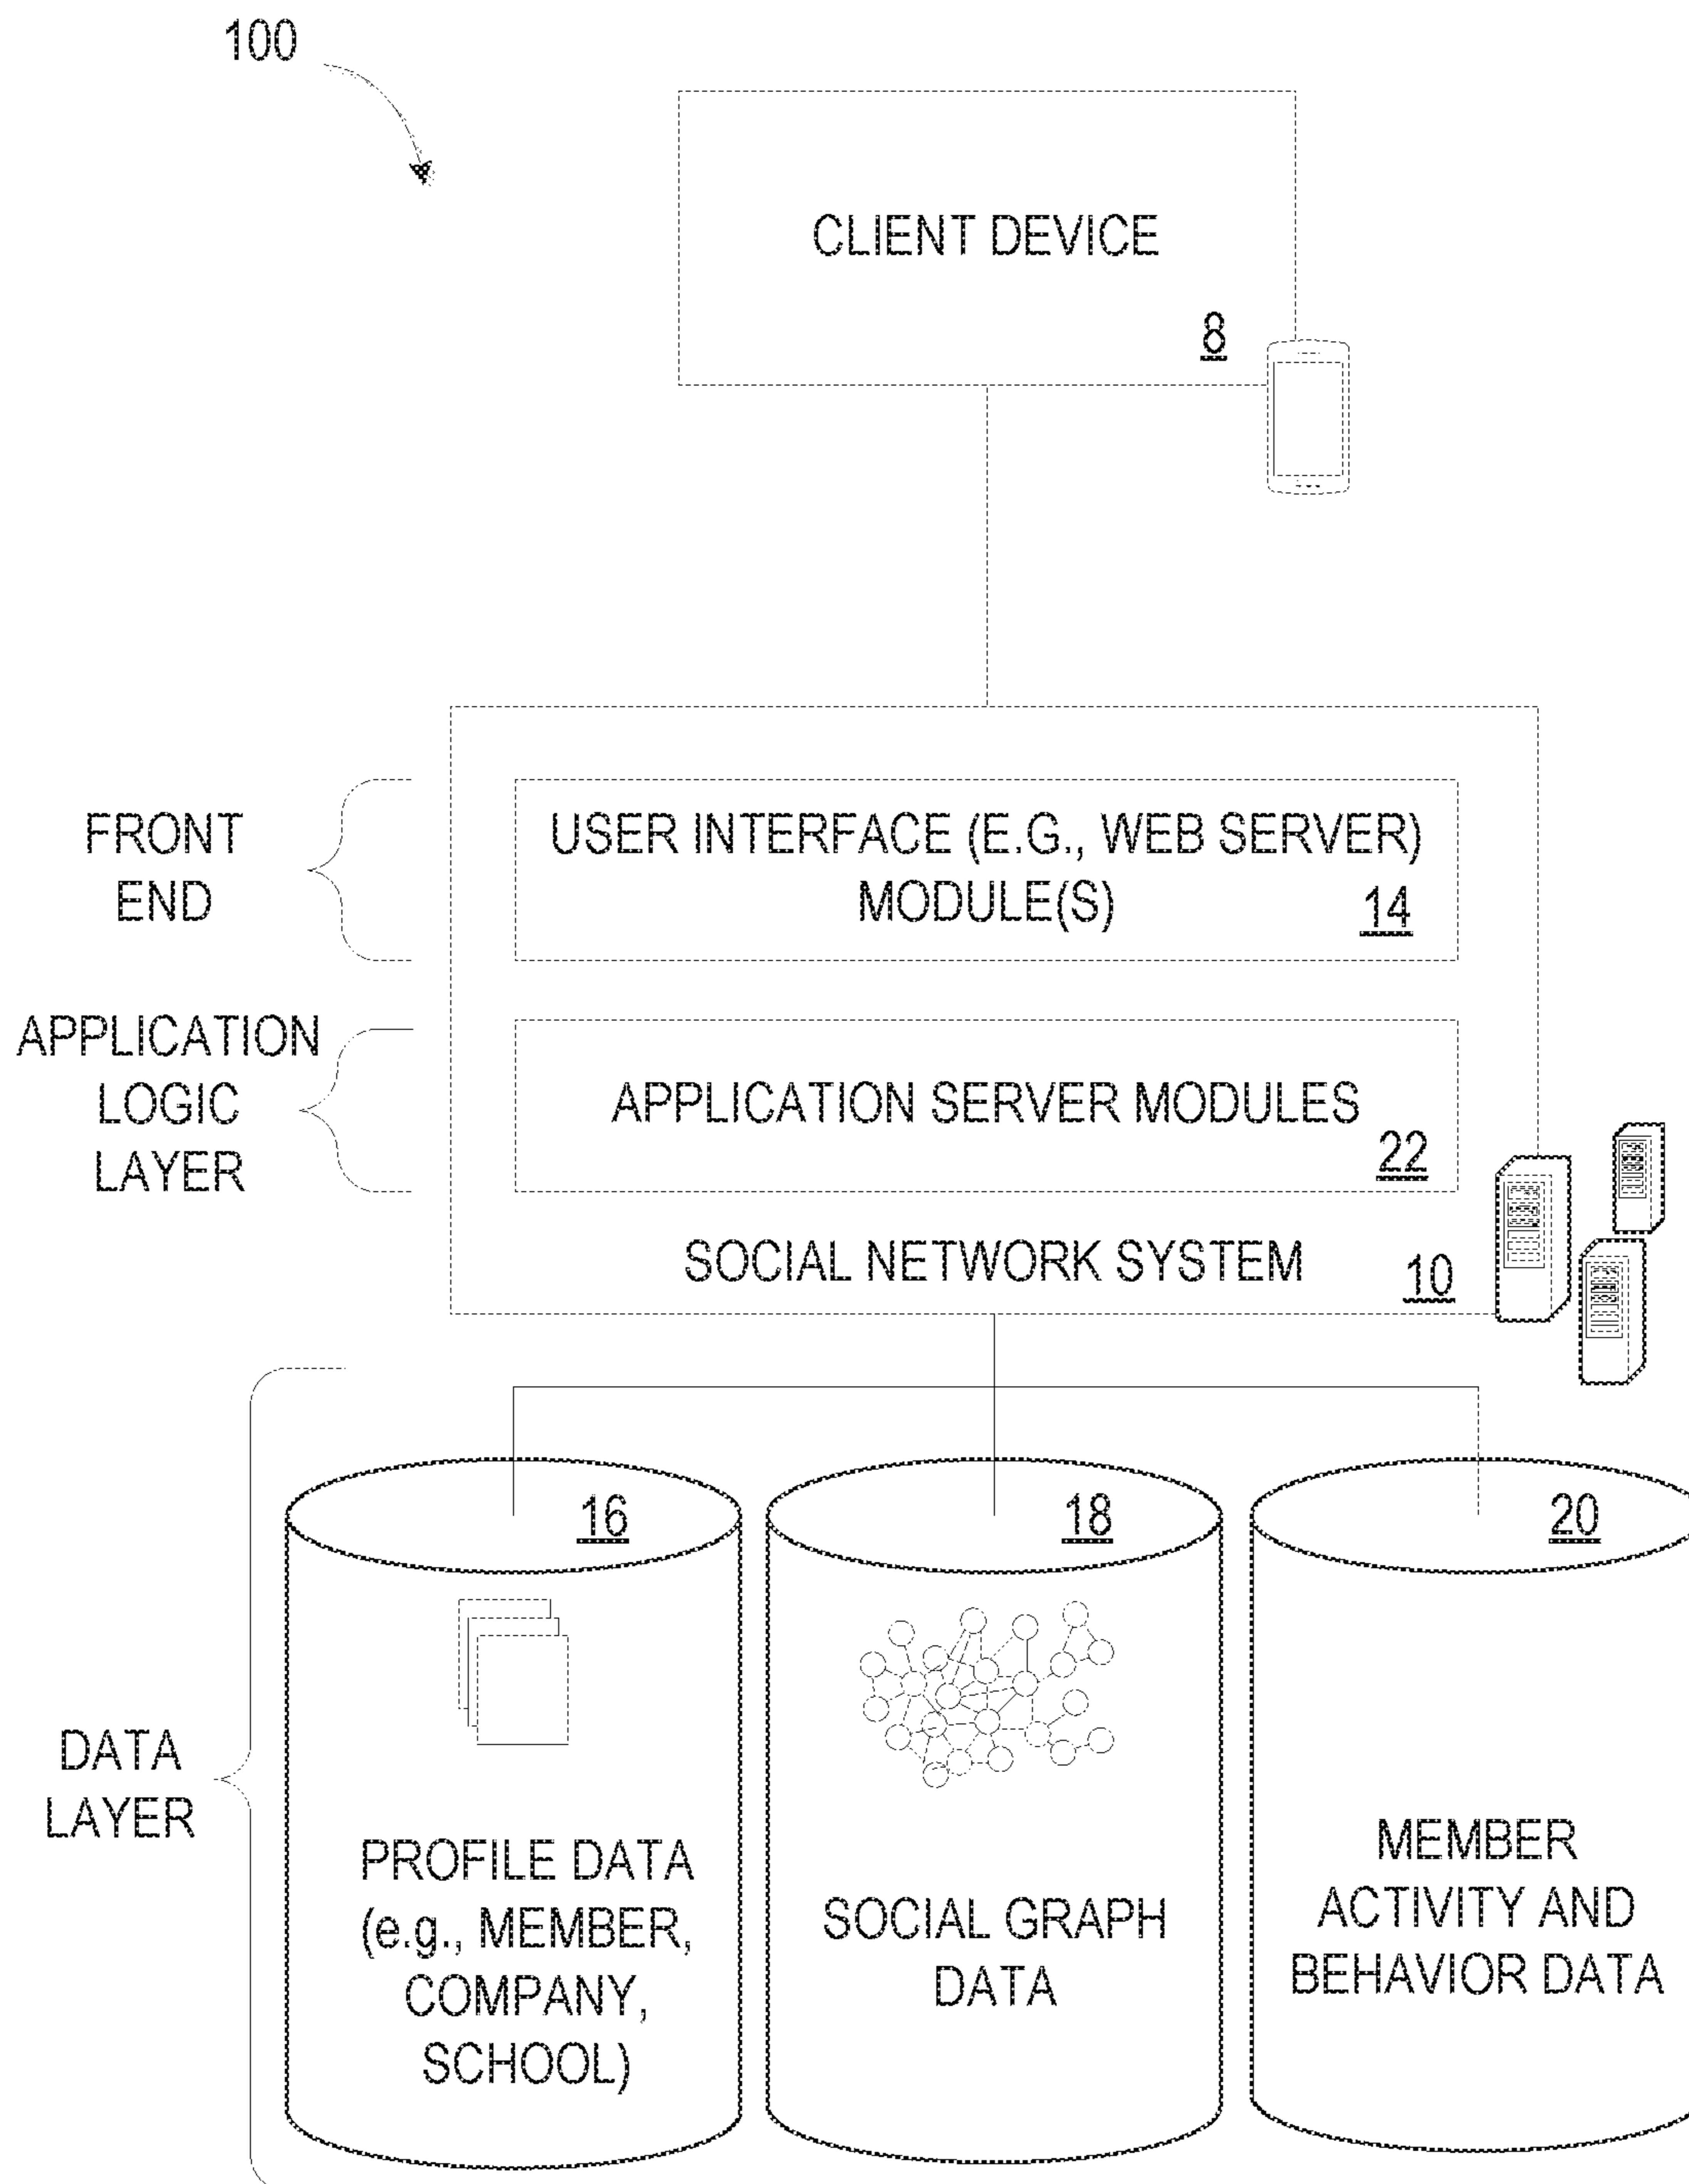 100
CLIENT DEVICE
8
FRONT
END
USER INTERFACE (E.G., WEB SERVER)
MODULE(S)
14
APPLICATION
LOGIC
LAYER
APPLICATION SERVER MODULES
22
SOCIAL NETWORK SYSTEM
10
DATA
LAYER
16
PROFILE DATA
(e.g., MEMBER,
COMPANY,
SCHOOL)
18
SOCIAL GRAPH
DATA
20
MEMBER
ACTIVITY AND
BEHAVIOR DATA